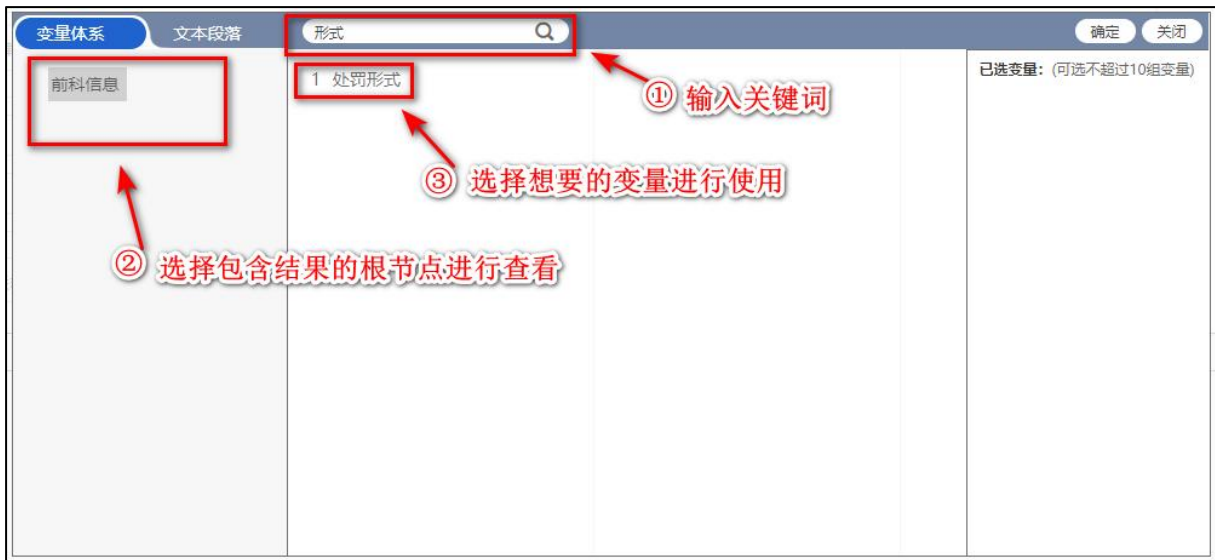 变量体系 文本段落 形式 确定 关闭
前科信息
1 处罚形式
已选变量：(可选不超过10组变量)
① 输入关键词
③ 选择想要的变量进行使用
② 选择包含结果的根节点进行查看